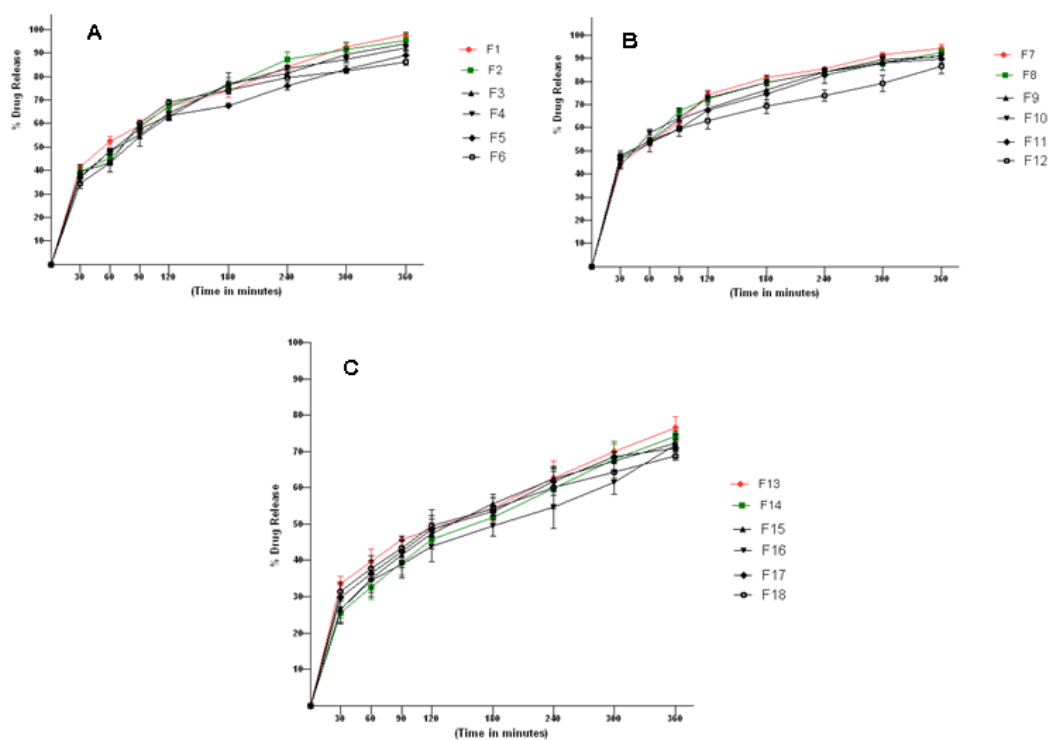 A
100
90
80
70
60
50
40
30
20
10
% Drug Release
30 60 90 120 180 240 300 360
(Time in minutes)
F1
F2
F3
F4
F5
F6
B
100
90
80
70
60
50
40
30
20
10
% Drug Release
30 60 90 120 180 240 300 360
(Time in minutes)
F7
F8
F9
F10
F11
F12
C
100
90
80
70
60
50
40
30
20
10
% Drug Release
30 60 90 120 180 240 300 360
(Time in minutes)
F13
F14
F15
F16
F17
F18